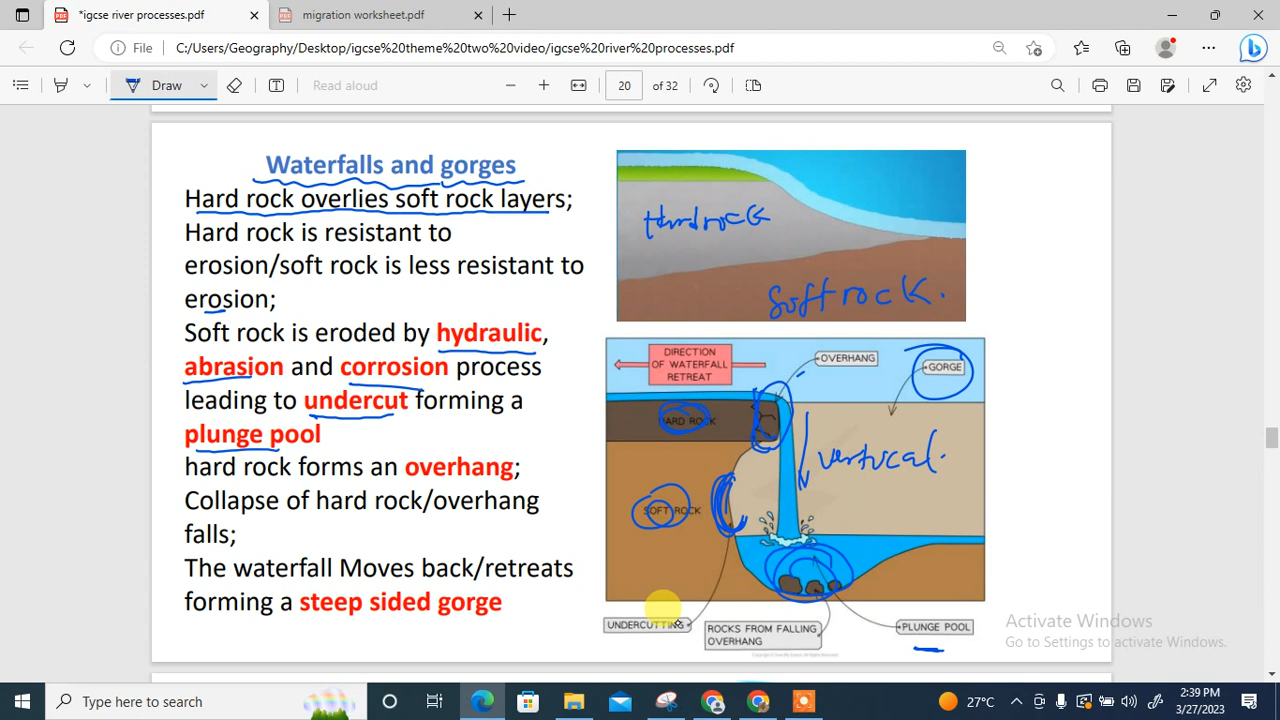 *igcse river processes.pdf
migration worksheet.pdf
File
C:/Users/Geography/Desktop/igcse%20theme%20two%20video/igcse%20river%20processes.pdf
Draw
Read aloud
20 of 32
Waterfalls and gorges
Hard rock overlies soft rock layers;
Hard rock is resistant to
erosion/soft rock is less resistant to
erosion;
Soft rock is eroded by hydraulic,
abrasion and corrosion process
leading to undercut forming a
plunge pool
hard rock forms an overhang;
Collapse of hard rock/overhang
falls;
The waterfall Moves back/retreats
forming a steep sided gorge
Hard rock
Soft rock.
DIRECTION
OF WATERFALL
RETREAT
OVERHANG
GORGE
HARD ROCK
vertical.
SOFT ROCK
UNDERCUTTING
ROCKS FROM FALLING
OVERHANG
PLUNGE POOL
Activate Windows
Go to Settings to activate Windows.
Type here to search
27°C
2:39 PM
3/27/2023